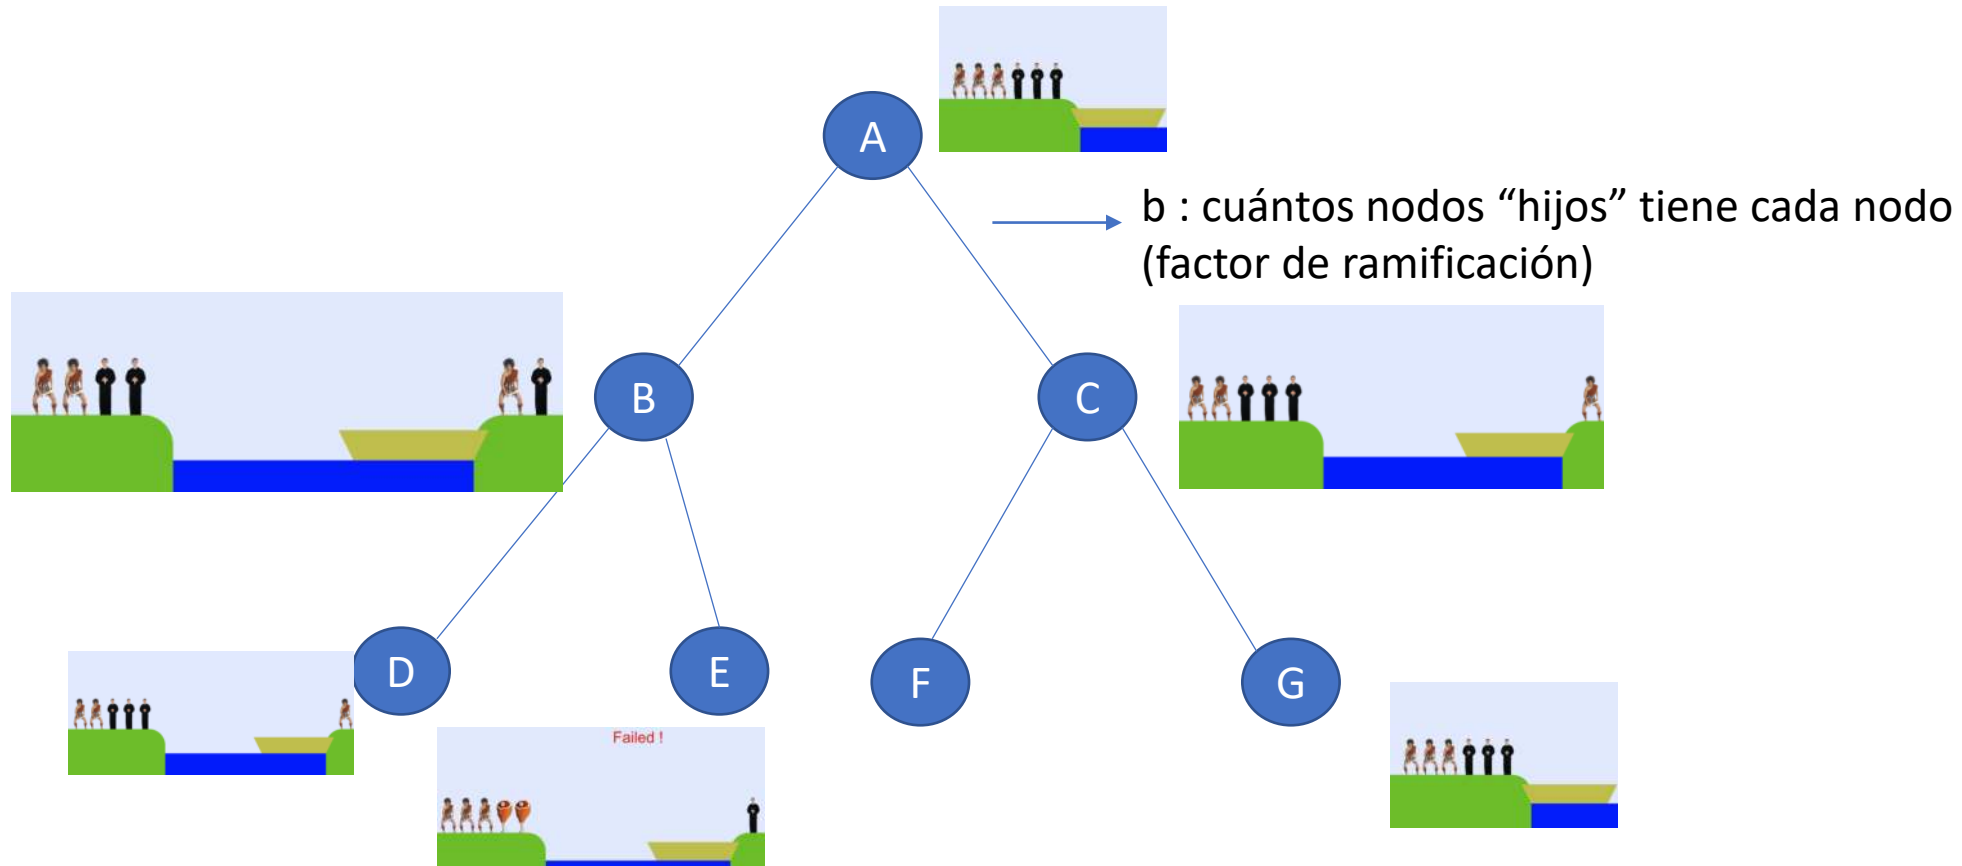 A
b : cuántos nodos “hijos” tiene cada nodo
(factor de ramificación)
B
C
D
E
F
G
Failed !